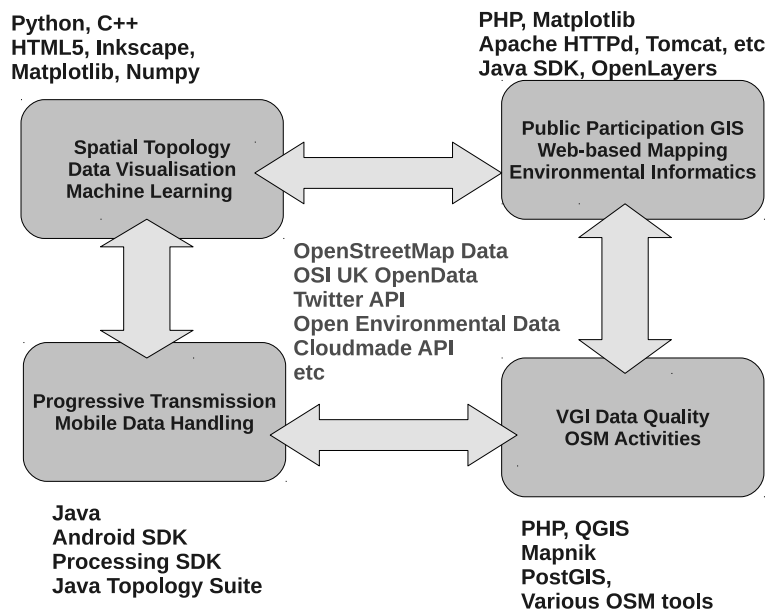 Python, C++
HTML5, Inkscape,
Matplotlib, Numpy
PHP, Matplotlib
Apache HTTPd, Tomcat, etc
Java SDK, OpenLayers
Spatial Topology
Data Visualisation
Machine Learning
Public Participation GIS
Web-based Mapping
Environmental Informatics
OpenStreetMap Data
OSI UK OpenData
Twitter API
Open Environmental Data
Cloudmade API
etc
Progressive Transmission
Mobile Data Handling
VGI Data Quality
OSM Activities
Java
Android SDK
Processing SDK
Java Topology Suite
PHP, QGIS
Mapnik
PostGIS,
Various OSM tools